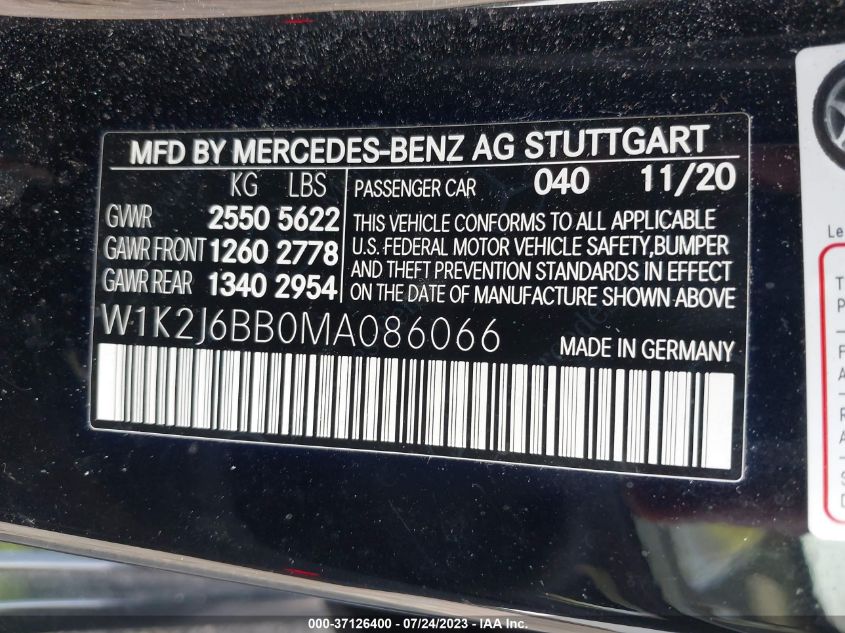 MFD BY MERCEDES-BENZ AG STUTTGART
KG LBS
GVWR 2550 5622
GAWR FRONT 1260 2778
GAWR REAR 1340 2954
PASSENGER CAR 040 11/20
THIS VEHICLE CONFORMS TO ALL APPLICABLE
U.S. FEDERAL MOTOR VEHICLE SAFETY,BUMPER
AND THEFT PREVENTION STANDARDS IN EFFECT
ON THE DATE OF MANUFACTURE SHOWN ABOVE
W1K2J6BB0MA086066
MADE IN GERMANY
000-37126400 - 07/24/2023 - IAA Inc.